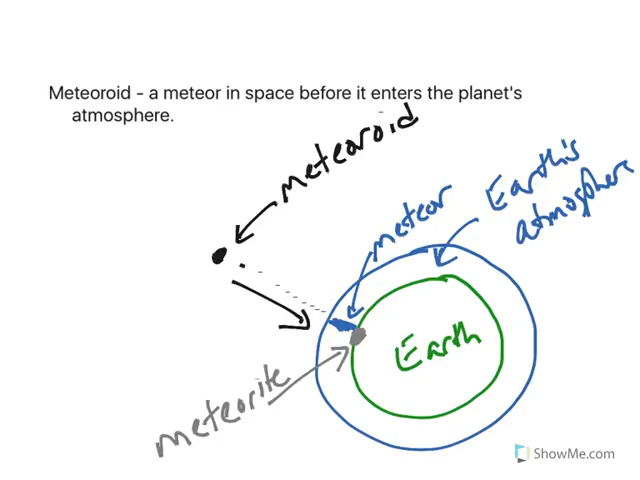 Meteoroid - a meteor in space before it enters the planet's
atmosphere.
meteoroid
meteor
Earth's
atmosphere
Earth
meteorite
ShowMe.com